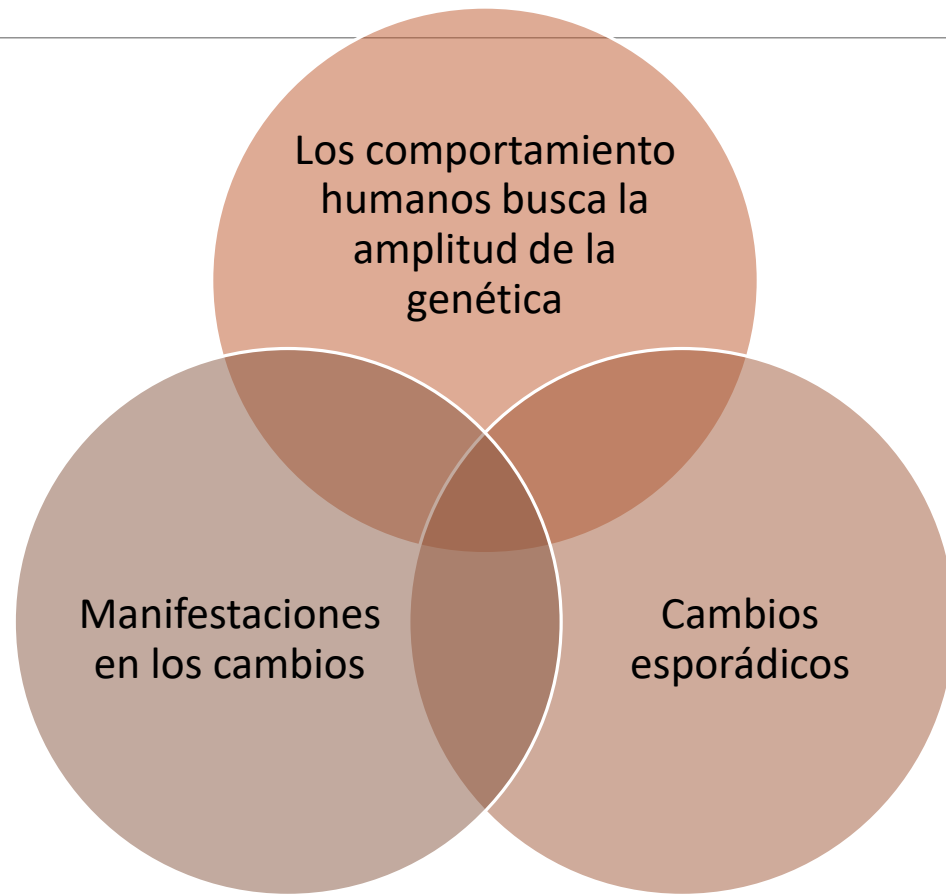 Los comportamiento
humanos busca la
amplitud de la
genética
Manifestaciones
en los cambios
Cambios
esporádicos